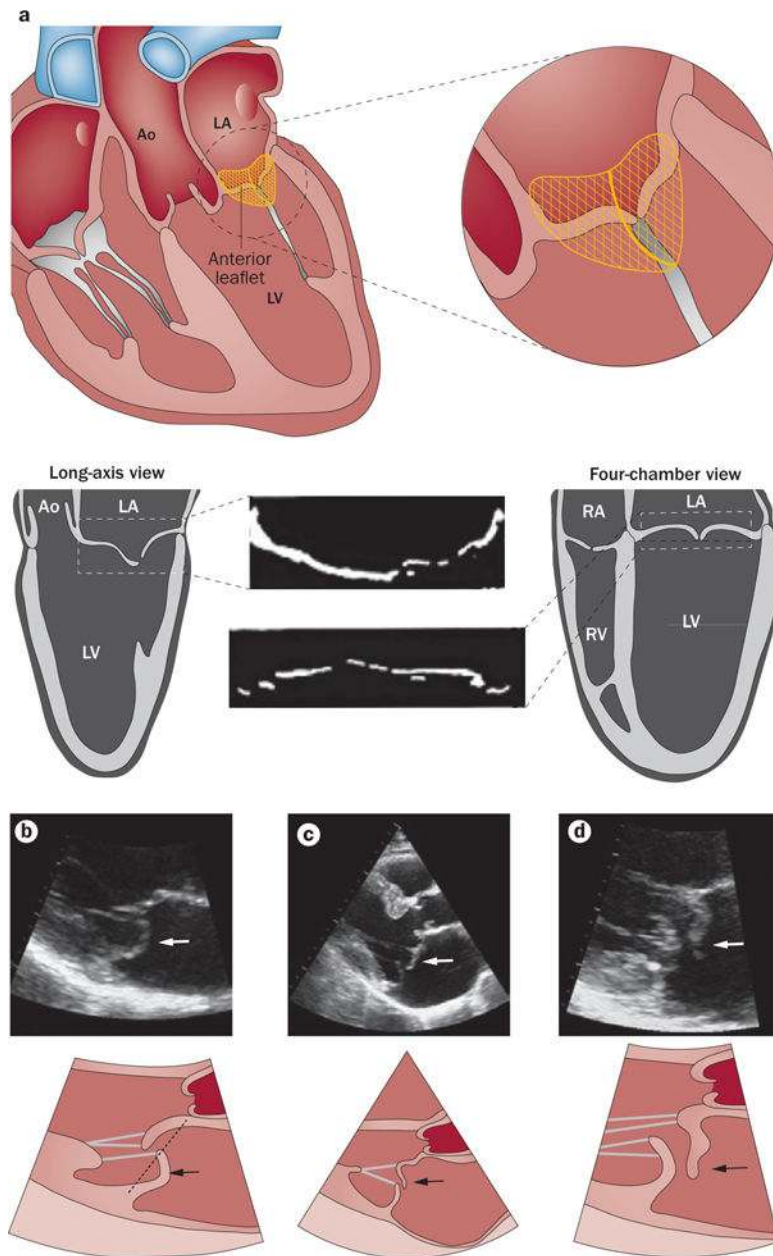 a
Ao
LA
Anterior
leaflet
LV
Long-axis view
Four-chamber view
Ao
LA
LV
RA
LA
RV
LV
b
c
d